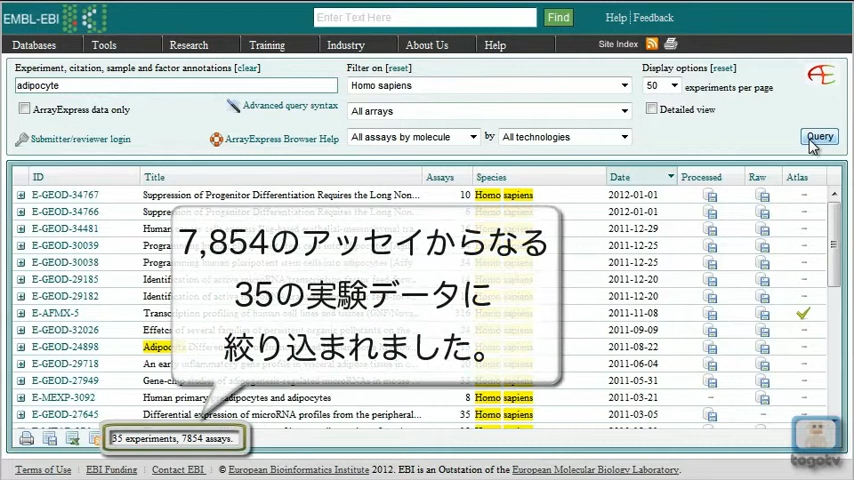 EMBL-EBI
Enter Text Here
Find
Help | Feedback
Databases Tools Research Training Industry About Us Help Site Index
Experiment, citation, sample and factor annotations [clear] Filter on [reset] Display options [reset]
adipocyte Homo sapiens 50 experiments per page
ArrayExpress data only Advanced query syntax All arrays Detailed view
Submitter/reviewer login ArrayExpress Browser Help All assays by molecule by All technologies Query
ID Title Assays Species Date Processed Raw Atlas
E-GEOD-34767 Suppression of Progenitor Differentiation Requires the Long Non... 10 Homo sapiens 2012-01-01
E-GEOD-34766 2012-01-01
E-GEOD-34481 2011-12-29
E-GEOD-30039 2011-12-25
E-GEOD-30038 2011-12-25
E-GEOD-29185 2011-12-20
E-GEOD-29182 2011-12-20
E-AFMX-5 2011-11-08
E-GEOD-32026 2011-09-09
E-GEOD-24898 2011-08-22
E-GEOD-29718 2011-06-04
E-GEOD-27949 2011-05-31
E-MEXP-3092 Human primary adipocytes and adipocytes 8 Homo sapiens 2011-03-22
E-GEOD-27645 Differential expression of microRNA profiles from the peripheral... Homo sapiens 2011-03-05
7,854のアッセイからなる
35の実験データに
絞り込まれました。
35 experiments, 7854 assays.
togotv
Terms of Use EBI Funding Contact EBI © European Bioinformatics Institute 2012. EBI is an Outstation of the European Molecular Biology Laboratory.